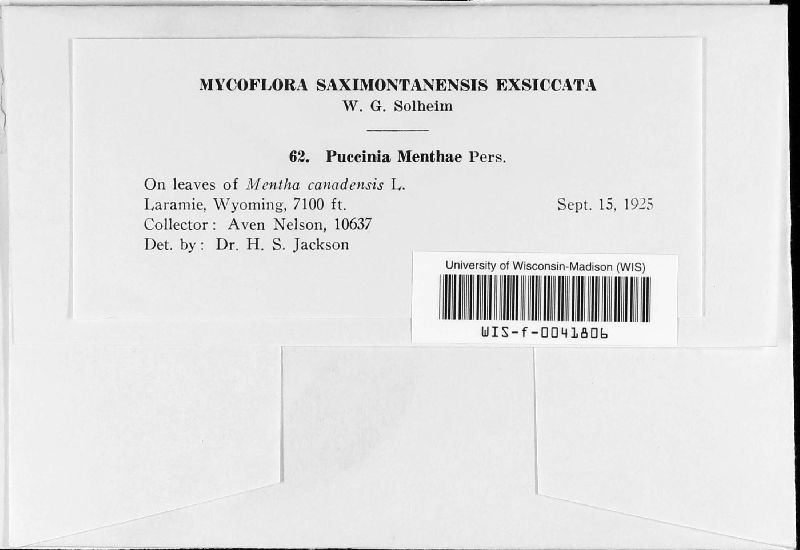 MYCOFLORA SAXIMONTANENSIS EXSICCATA
W. G. Solheim
62. Puccinia Menthae Pers.
On leaves of Mentha canadensis L.
Laramie, Wyoming, 7100 ft. Sept. 15, 1925
Collector: Aven Nelson, 10637
Det. by: Dr. H. S. Jackson
University of Wisconsin-Madison (WIS)
WIS-f-0041806